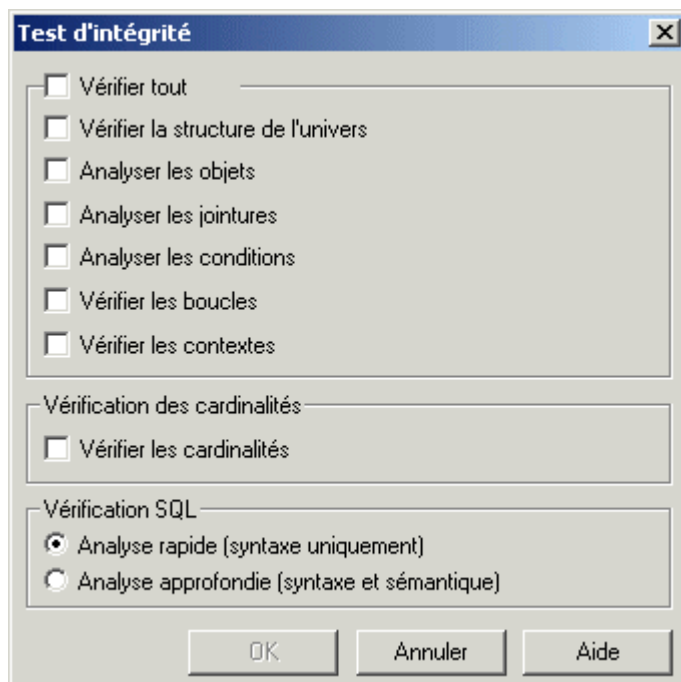 Test d'intégrité
Vérifier tout
Vérifier la structure de l'univers
Analyser les objets
Analyser les jointures
Analyser les conditions
Vérifier les boucles
Vérifier les contextes
Vérification des cardinalités
Vérifier les cardinalités
Vérification SQL
Analyse rapide (syntaxe uniquement)
Analyse approfondie (syntaxe et sémantique)
OK Annuler Aide